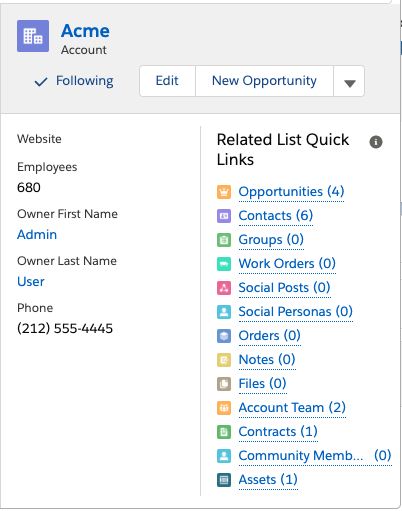 Acme
Account
Following
Edit
New Opportunity
Website
Employees
680
Owner First Name
Admin
Owner Last Name
User
Phone
(212) 555-4445
Related List Quick
Links
Opportunities (4)
Contacts (6)
Groups (0)
Work Orders (0)
Social Posts (0)
Social Personas (0)
Orders (0)
Notes (0)
Files (0)
Account Team (2)
Contracts (1)
Community Memb... (0)
Assets (1)